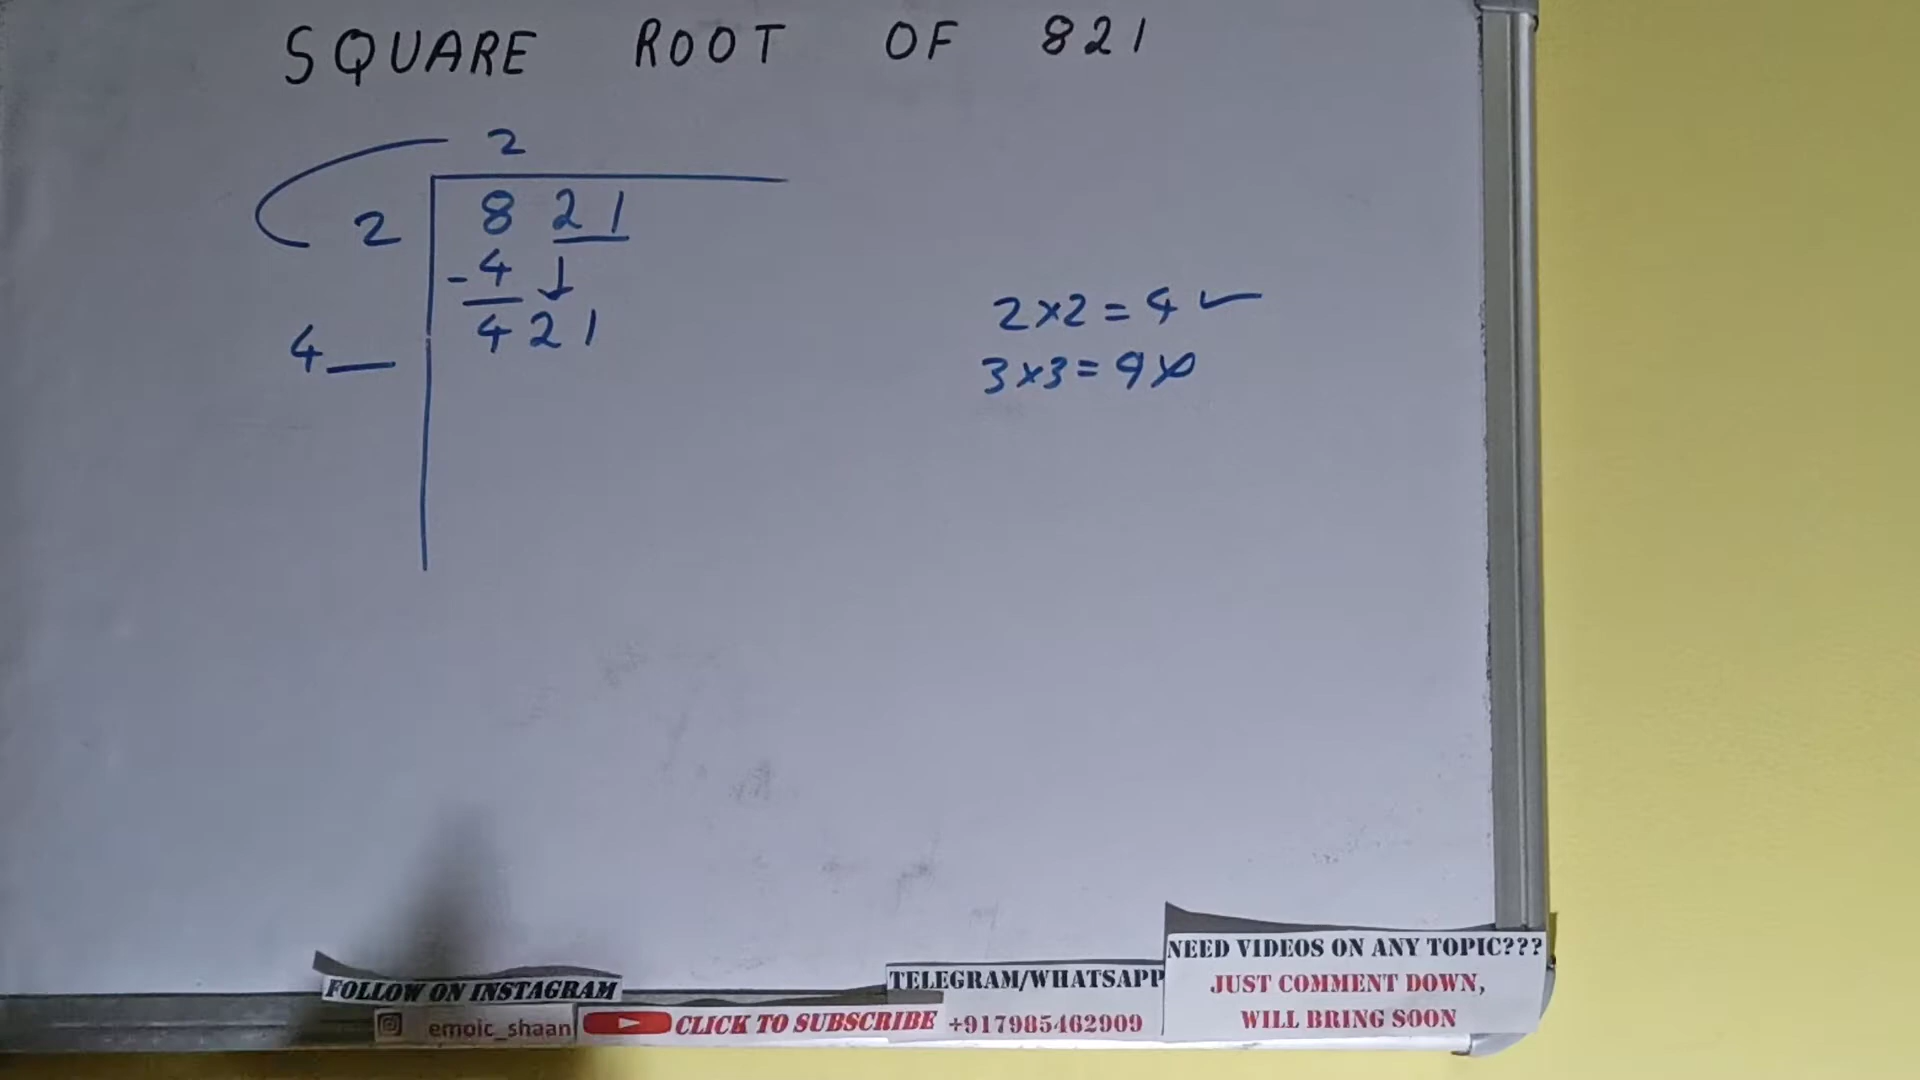 SQUARE ROOT OF 821
2
2 8 21
-4 ↓
4_ 421
2×2=4 ✓
3×3=9 ×
NEED VIDEOS ON ANY TOPIC???
JUST COMMENT DOWN,
WILL BRING SOON
TELEGRAM/WHATSAPP
+917985462909
FOLLOW ON INSTAGRAM
emoic_shaan
CLICK TO SUBSCRIBE